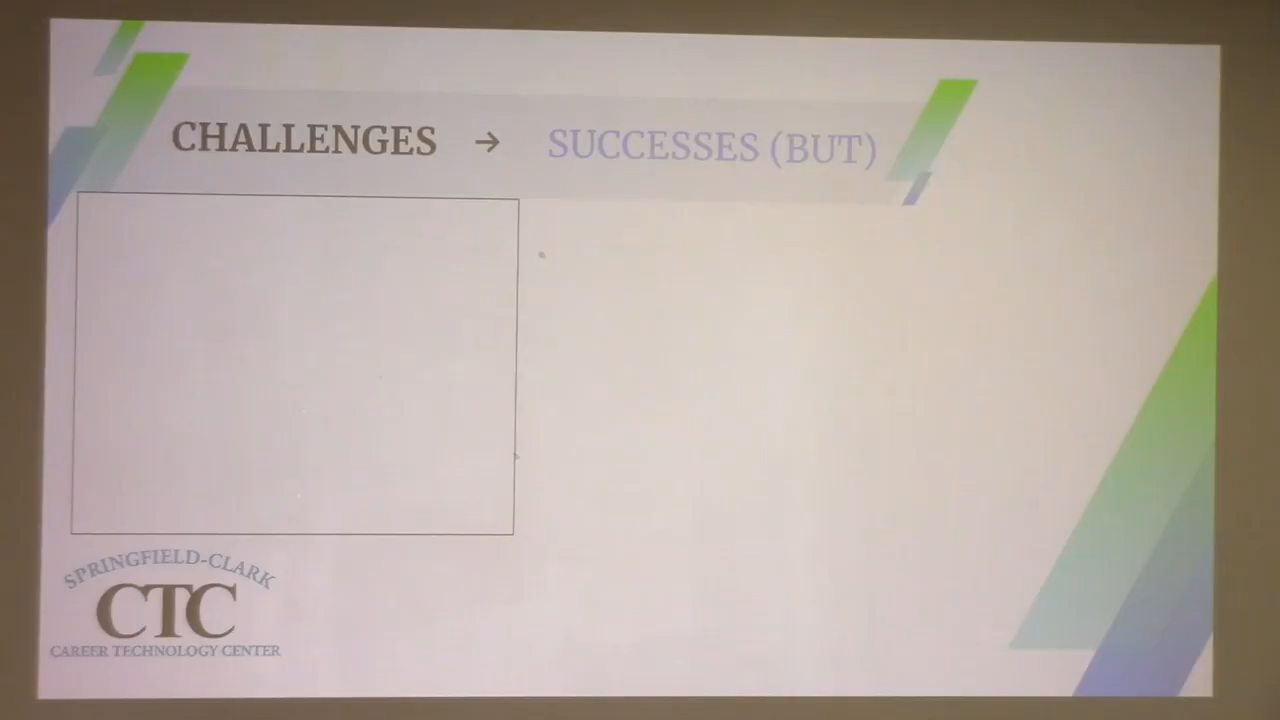 CHALLENGES → SUCCESSES (BUT)
SPRINGFIELD-CLARK
CTC
CAREER TECHNOLOGY CENTER